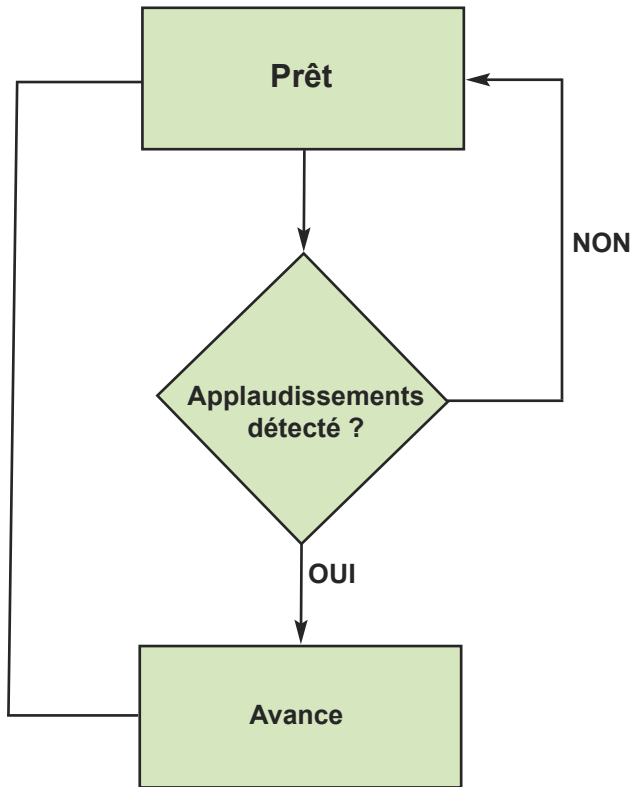 Prêt
NON
Applaudissements
détecté ?
OUI
Avance